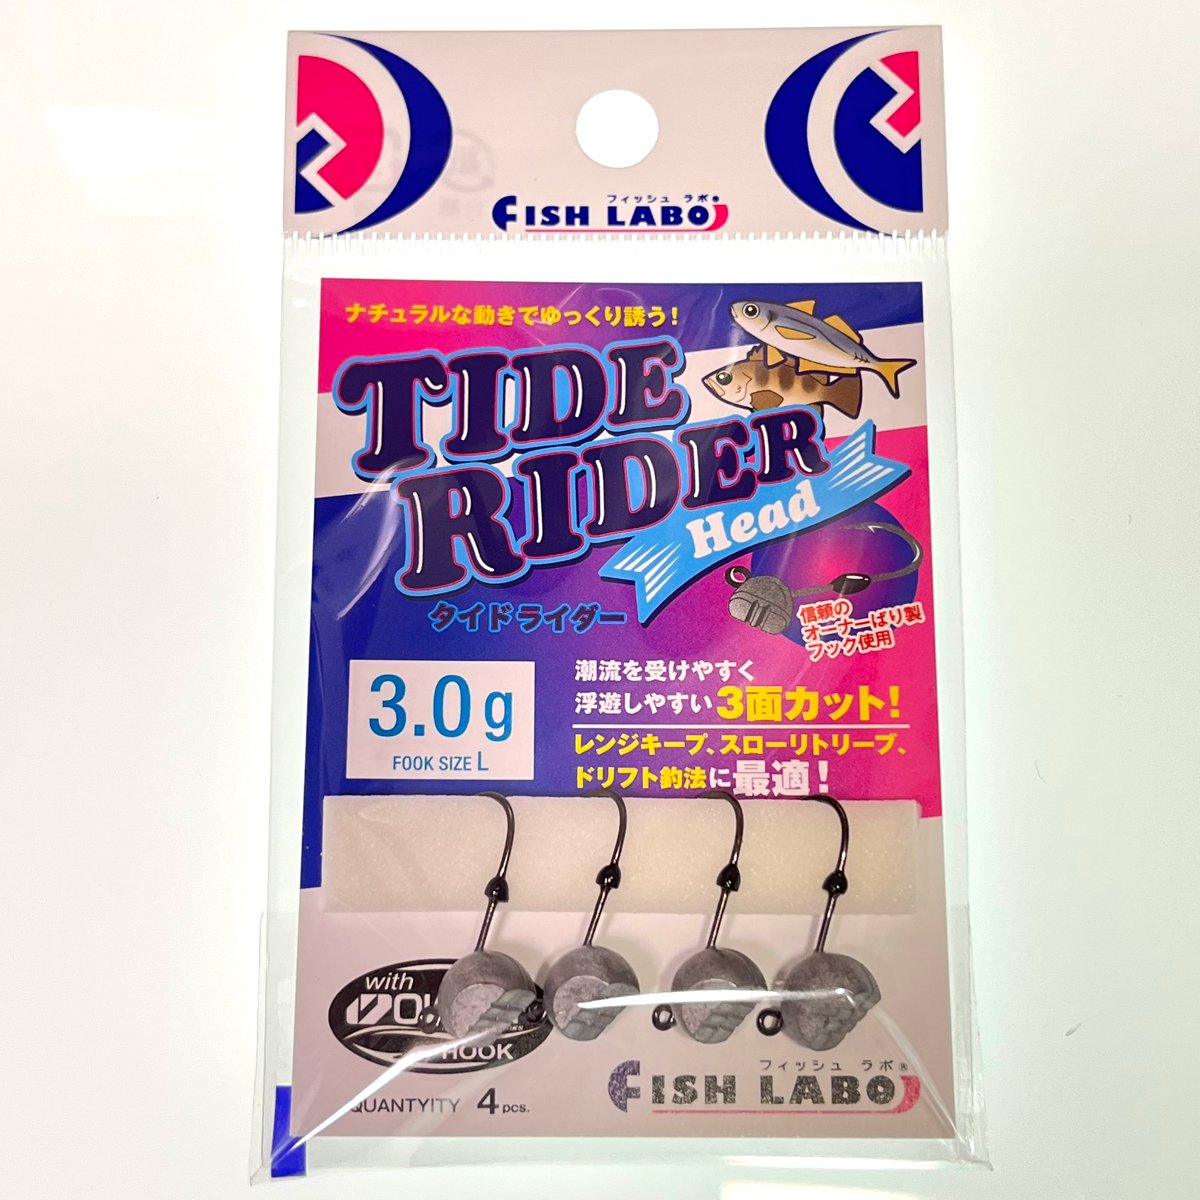 フィッシュ ラボ®
FISH LABO
ナチュラルな動きでゆっくり誘う!
TIDE
RIDER
Head
タイドライダー
信頼の
オーナーばり製
フック使用
3.0g
FOOK SIZE L
潮流を受けやすく
浮遊しやすい3面カット!
レンジキープ、スローリトリーブ、
ドリフト釣法に最適!
with
HOOK
QUANTYITY 4 pcs.
フィッシュ ラボ®
FISH LABO